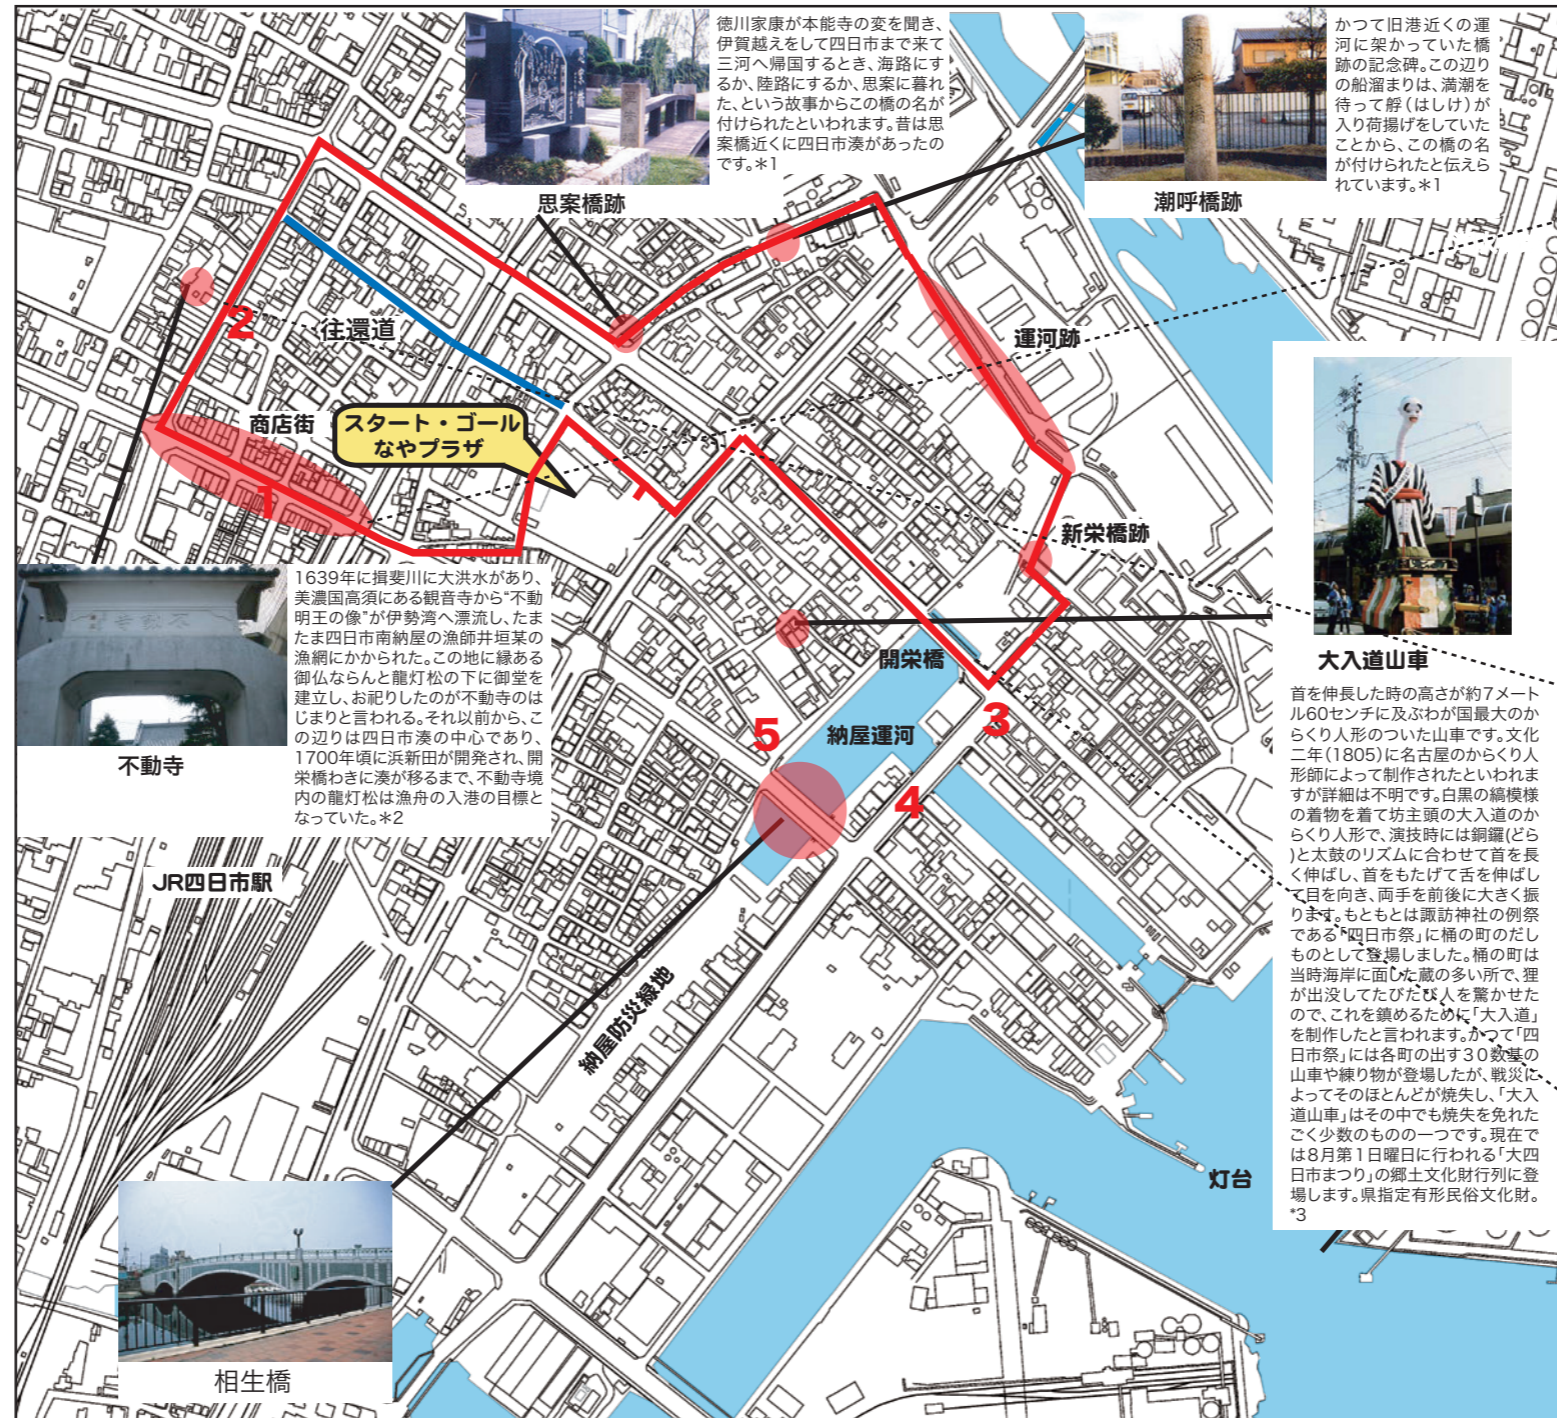 徳川家康が本能寺の変を聞き、
伊賀越えをして四日市まで来て
三河へ帰国するとき、海路にす
るか、陸路にするか、思案に暮れ
た、という故事からこの橋の名が
付けられたといわれます。昔は思
案橋近くに四日市湊があったの
です。*1
思案橋跡
かつて旧港近くの運
河に架かっていた橋
跡の記念碑。この辺り
の船溜まりは、満潮を
待って艀(はしけ)が
入り荷揚げをしていた
ことから、この橋の名
が付けられたと伝えら
れています。*1
潮呼橋跡
2
往還道
運河跡
商店街
スタート・ゴール
なやプラザ
1
新栄橋跡
大入道山車
首を伸長した時の高さが約7メート
ル60センチに及ぶわが国最大のか
らくり人形のついた山車です。文化
二年(1805)に名古屋のからくり人
形師によって制作されたといわれま
すが詳細は不明です。白黒の縞模様
の着物を着て坊主頭の大入道のか
らくり人形で、演技時には銅鑼(どら
)と太鼓のリズムに合わせて首を長
く伸ばし、首をもたげて舌を伸ばし
て目を向き、両手を前後に大きく振
ります。もともとは諏訪神社の例祭
である「四日市祭」に桶の町のだし
ものとして登場しました。桶の町は
当時海岸に面した蔵の多い所で、狸
が出没してたびたび人を驚かせた
ので、これを鎮めるために「大入道」
を制作したと言われます。かつて「四
日市祭」には各町の出す30数基の
山車や練り物が登場したが、戦災に
よってそのほとんどが焼失し、「大入
道山車」はその中でも焼失を免れた
ごく少数のものの一つです。現在で
は8月第1日曜日に行われる「大四
日市まつり」の郷土文化財行列に登
場します。県指定有形民俗文化財。
*3
不動寺
1639年に揖斐川に大洪水があり、
美濃国高須にある観音寺から“不動
明王の像”が伊勢湾へ漂流し、たま
たま四日市南納屋の漁師井垣某の
漁網にかかられた。この地に縁ある
御仏ならんと龍灯松の下に御堂を
建立し、お祀りしたのが不動寺のは
じまりと言われる。それ以前から、こ
の辺りは四日市湊の中心であり、
1700年頃に浜新田が開発され、開
栄橋わきに湊が移るまで、不動寺境
内の龍灯松は漁舟の入港の目標と
なっていた。*2
開栄橋
3
5
納屋運河
4
JR四日市駅
納屋防災緑地
灯台
相生橋